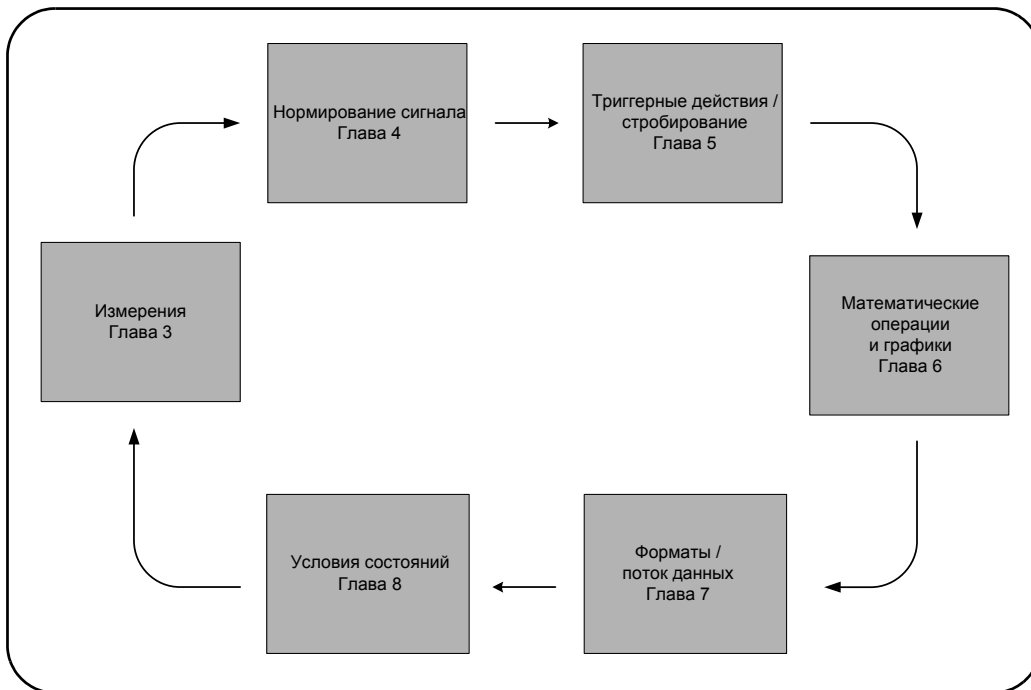 Нормирование сигнала
Глава 4
Триггерные действия /
стробирование
Глава 5
Измерения
Глава 3
Математические
операции
и графики
Глава 6
Условия состояний
Глава 8
Форматы /
поток данных
Глава 7